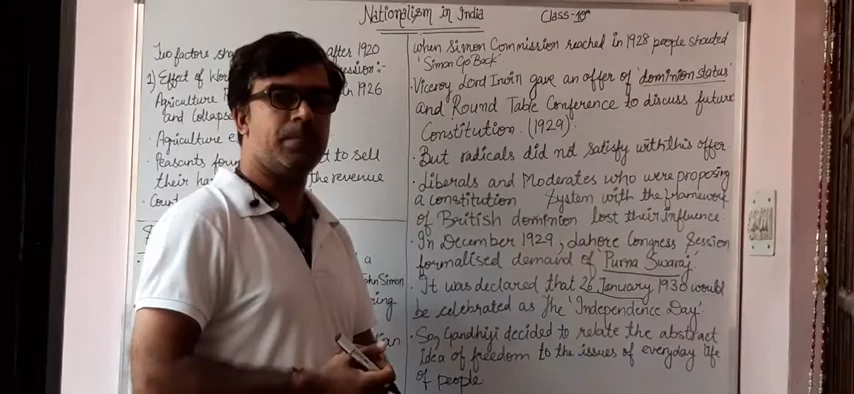 Nationalism in India
Class-10th
Two factors after 1920
1) Effect of :-
Agriculture in 1926
and Collapse
· Agriculture
· Peasants to sell
their the revenue
·
a
John Simon
when Simon Commission reached in 1928 people shouted
'Simon Go Back'
· Viceroy Lord Irwin gave an offer of 'dominion status'
and Round Table Conference to discuss future
Constitution. (1929).
· But radicals did not satisfy with this offer
· Liberals and Moderates who were proposing
a constitution system with the framework
of British dominion lost their influence.
· In December 1929, Lahore Congress Session
formalised demand of 'Purna Swaraj'
· It was declared that 26 January 1930 would
be celebrated as the 'Independence Day'.
· So, Gandhiji decided to relate the abstract
idea of freedom to the issues of everyday life
of people